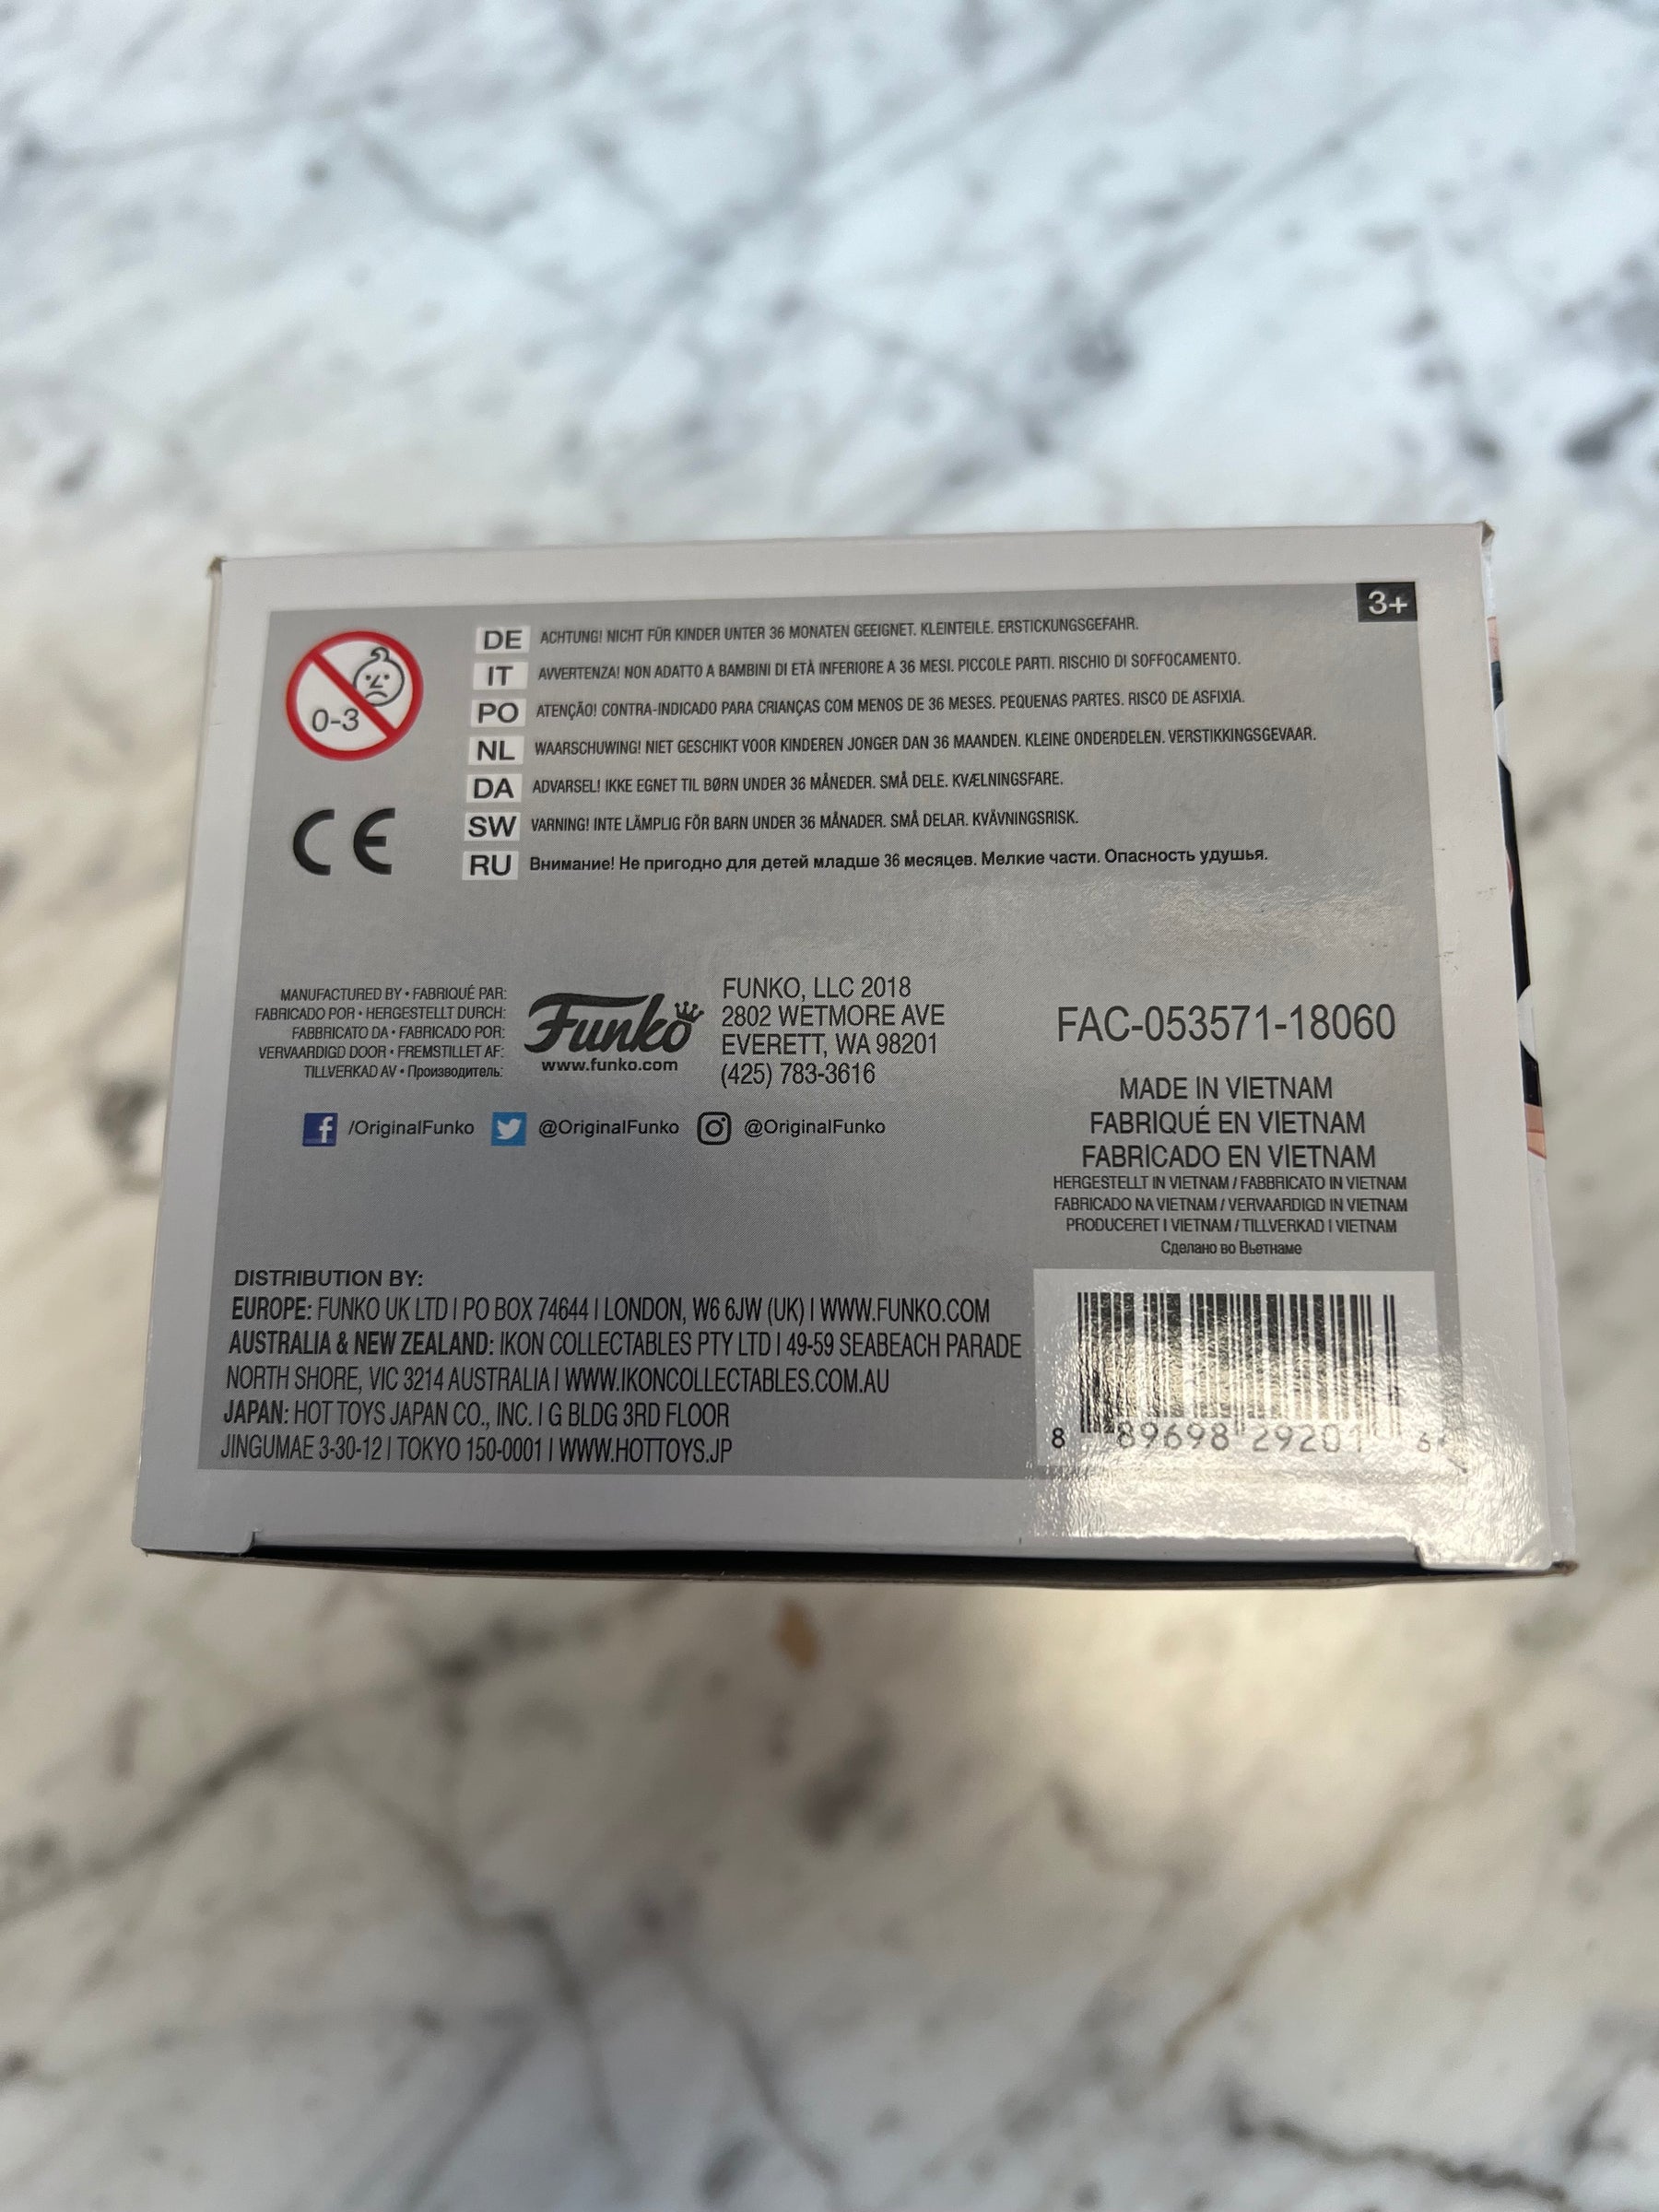 3+
0-3
DE ACHTUNG! NICHT FÜR KINDER UNTER 36 MONATEN GEEIGNET. KLEINTEILE. ERSTICKUNGSGEFAHR.
IT AVVERTENZA! NON ADATTO A BAMBINI DI ETÀ INFERIORE A 36 MESI. PICCOLE PARTI. RISCHIO DI SOFFOCAMENTO.
PO ATENÇÃO! CONTRA-INDICADO PARA CRIANÇAS COM MENOS DE 36 MESES. PEQUENAS PARTES. RISCO DE ASFIXIA.
NL WAARSCHUWING! NIET GESCHIKT VOOR KINDEREN JONGER DAN 36 MAANDEN. KLEINE ONDERDELEN. VERSTIKKINGSGEVAAR.
DA ADVARSEL! IKKE EGNET TIL BØRN UNDER 36 MÅNEDER. SMÅ DELE. KVÆLNINGSFARE.
SW VARNING! INTE LÄMPLIG FÖR BARN UNDER 36 MÅNADER. SMÅ DELAR. KVÄVNINGSRISK.
RU Внимание! Не пригодно для детей младше 36 месяцев. Мелкие части. Опасность удушья.
CE
MANUFACTURED BY • FABRIQUÉ PAR:
FABRICADO POR • HERGESTELLT DURCH:
FABBRICATO DA • FABRICADO POR:
VERVAARDIGD DOOR • FREMSTILLET AF:
TILLVERKAD AV • Производитель:
Funko
www.funko.com
FUNKO, LLC 2018
2802 WETMORE AVE
EVERETT, WA 98201
(425) 783-3616
/OriginalFunko @OriginalFunko @OriginalFunko
FAC-053571-18060
MADE IN VIETNAM
FABRIQUÉ EN VIETNAM
FABRICADO EN VIETNAM
HERGESTELLT IN VIETNAM / FABBRICATO IN VIETNAM
FABRICADO NA VIETNAM / VERVAARDIGD IN VIETNAM
PRODUCERET I VIETNAM / TILLVERKAD I VIETNAM
Сделано во Вьетнаме
DISTRIBUTION BY:
EUROPE: FUNKO UK LTD | PO BOX 74644 | LONDON, W6 6JW (UK) | WWW.FUNKO.COM
AUSTRALIA & NEW ZEALAND: IKON COLLECTABLES PTY LTD | 49-59 SEABEACH PARADE
NORTH SHORE, VIC 3214 AUSTRALIA | WWW.IKONCOLLECTABLES.COM.AU
JAPAN: HOT TOYS JAPAN CO., INC. | G BLDG 3RD FLOOR
JINGUMAE 3-30-12 | TOKYO 150-0001 | WWW.HOTTOYS.JP
8 89698 29201 6